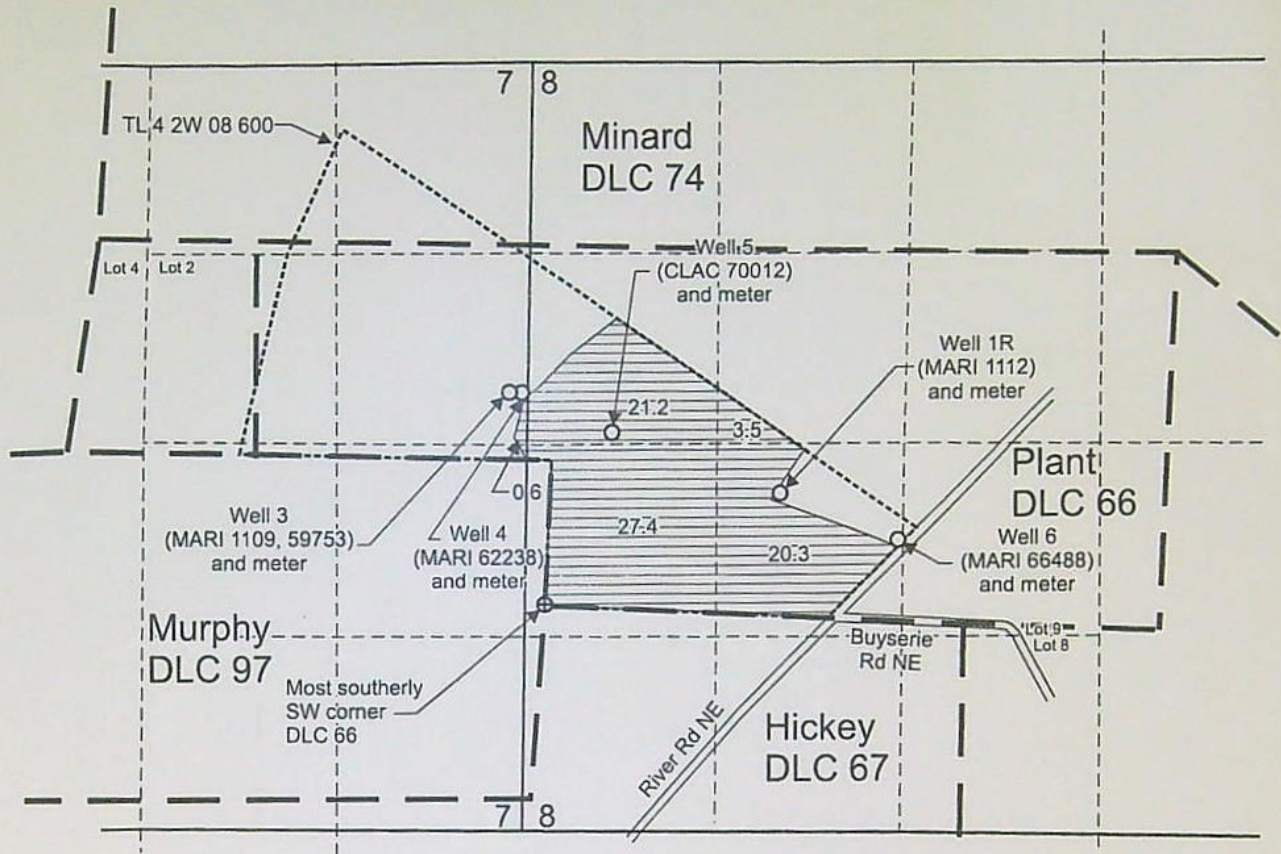 7 8
TL 4 2W 08 600
Minard
DLC 74
Lot 4 Lot 2
Well 5
(CLAC 70012)
and meter
Well 1R
(MARI 1112)
and meter
21.2
3.5
Plant
DLC 66
0.6
Well 3
(MARI 1109, 59753)
and meter
Well 4
(MARI 62238)
and meter
27.4
20.3
Well 6
(MARI 66488)
and meter
Murphy
DLC 97
Buyserie
Rd NE
Lot 9
Lot 8
Most southerly
SW corner
DLC 66
River Rd NE
Hickey
DLC 67
7 8